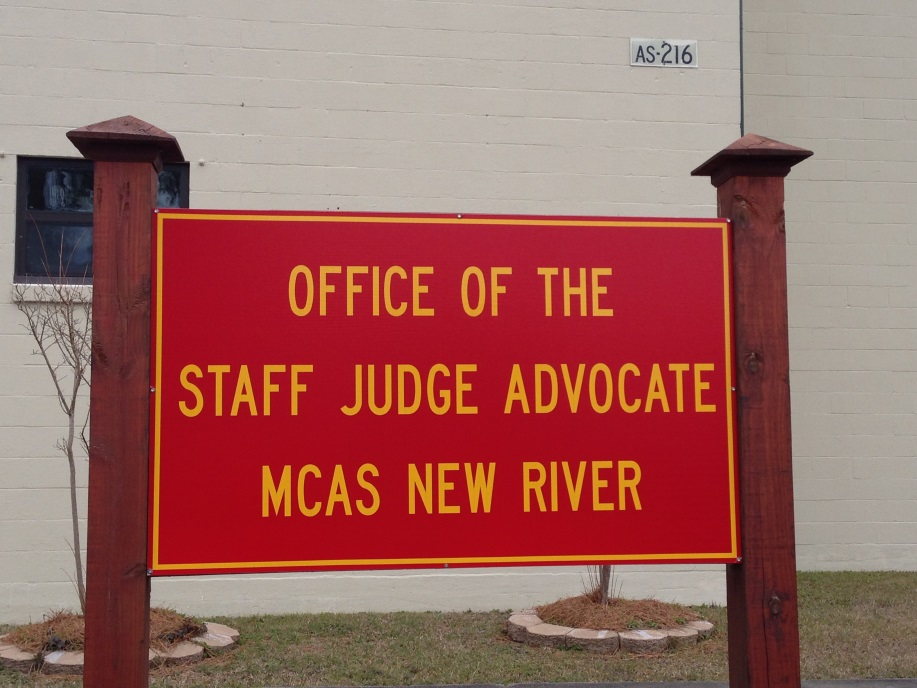 AS-216
OFFICE OF THE
STAFF JUDGE ADVOCATE
MCAS NEW RIVER